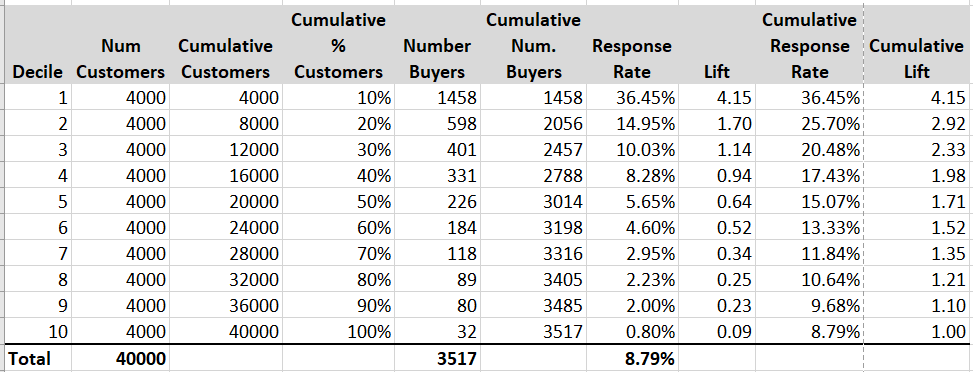 Cumulative Cumulative Cumulative
Num Cumulative % Number Num. Response Response Cumulative
Decile Customers Customers Customers Buyers Buyers Rate Lift Rate Lift
1 4000 4000 10% 1458 1458 36.45% 4.15 36.45% 4.15
2 4000 8000 20% 598 2056 14.95% 1.70 25.70% 2.92
3 4000 12000 30% 401 2457 10.03% 1.14 20.48% 2.33
4 4000 16000 40% 331 2788 8.28% 0.94 17.43% 1.98
5 4000 20000 50% 226 3014 5.65% 0.64 15.07% 1.71
6 4000 24000 60% 184 3198 4.60% 0.52 13.33% 1.52
7 4000 28000 70% 118 3316 2.95% 0.34 11.84% 1.35
8 4000 32000 80% 89 3405 2.23% 0.25 10.64% 1.21
9 4000 36000 90% 80 3485 2.00% 0.23 9.68% 1.10
10 4000 40000 100% 32 3517 0.80% 0.09 8.79% 1.00
Total 40000 3517 8.79%